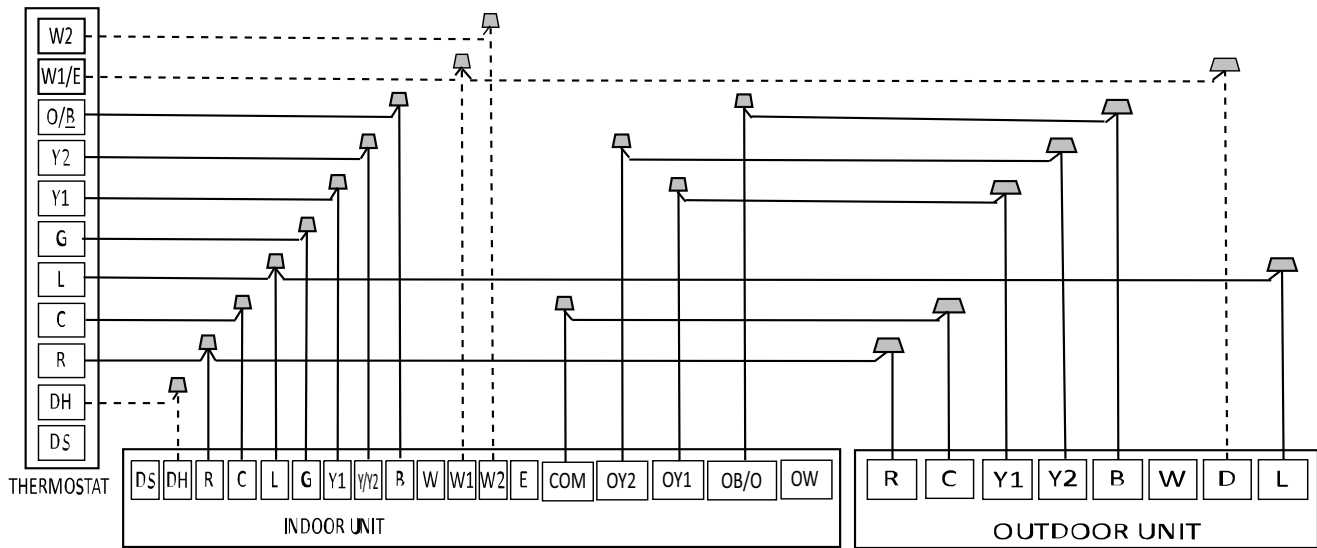 W2
W1/E
O/B
Y2
Y1
G
L
C
R
DH
DS
THERMOSTAT
DS DH R C L G Y1 Y/Y2 B W W1 W2 E COM OY2 OY1 OB/O OW
INDOOR UNIT
R C Y1 Y2 B W D L
OUTDOOR UNIT